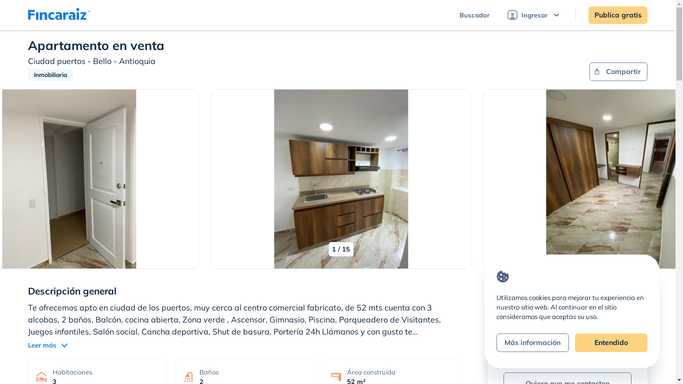 Fincaraiz
Buscador
Ingresar
Publica gratis
Apartamento en venta
Ciudad puertos - Bello - Antioquia
Inmobiliaria
Compartir
1 / 15
Descripción general
Te ofrecemos apto en ciudad de los puertos, muy cerca al centro comercial fabricato, de 52 mts cuenta con 3
alcobas, 2 baños, Balcón, cocina abierta, Zona verde , Ascensor, Gimnasio, Piscina, Parqueadero de Visitantes,
Juegos infantiles, Salón social, Cancha deportiva, Shut de basura, Portería 24h Llámanos y con gusto te...
Leer más
Habitaciones
3
Baños
2
Área construida
52 m²
Utilizamos cookies para mejorar tu experiencia en
nuestro sitio web. Al continuar en el sitio
consideramos que aceptas su uso.
Más información
Entendido
Quiero que me contacten